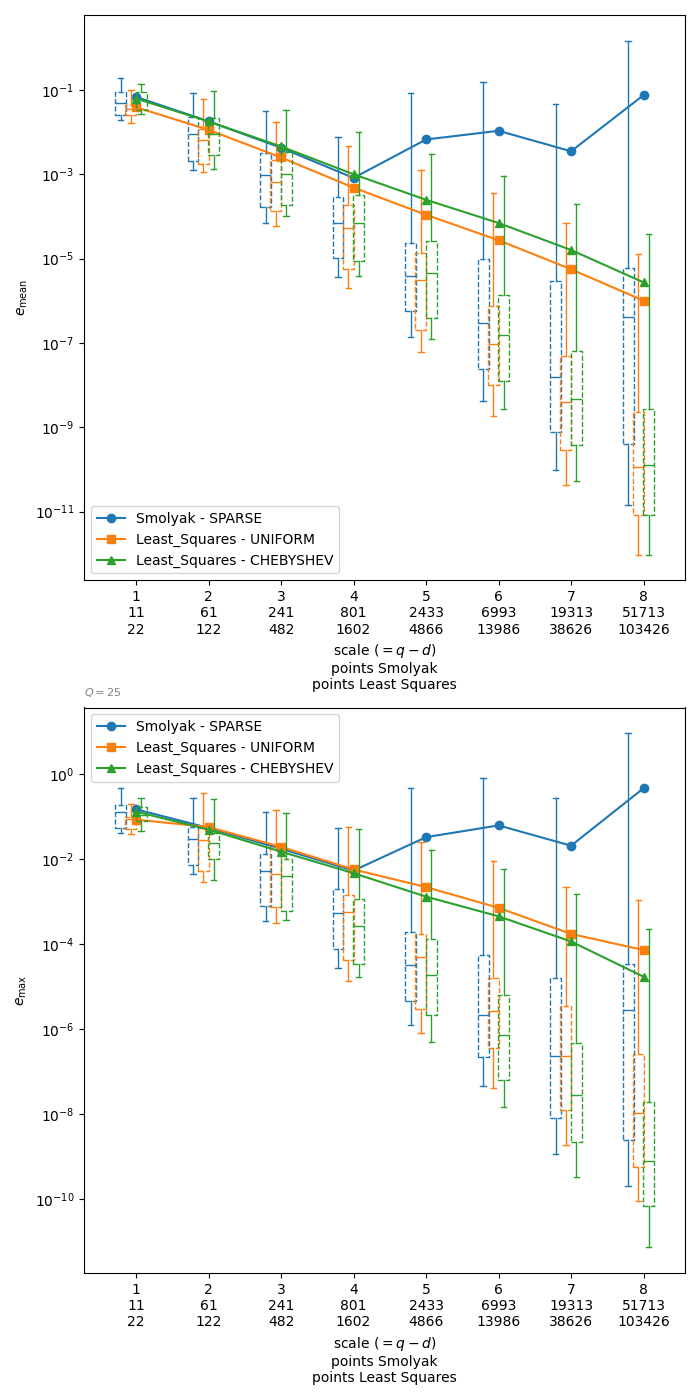 10⁻¹
10⁻³
10⁻⁵
10⁻⁷
10⁻⁹
10⁻¹¹
e_mean
Smolyak - SPARSE
Least_Squares - UNIFORM
Least_Squares - CHEBYSHEV
1 2 3 4 5 6 7 8
11 61 241 801 2433 6993 19313 51713
22 122 482 1602 4866 13986 38626 103426
scale (= q − d)
points Smolyak
points Least Squares
Q = 25
Smolyak - SPARSE
Least_Squares - UNIFORM
Least_Squares - CHEBYSHEV
10⁰
10⁻²
10⁻⁴
10⁻⁶
10⁻⁸
10⁻¹⁰
e_max
1 2 3 4 5 6 7 8
11 61 241 801 2433 6993 19313 51713
22 122 482 1602 4866 13986 38626 103426
scale (= q − d)
points Smolyak
points Least Squares